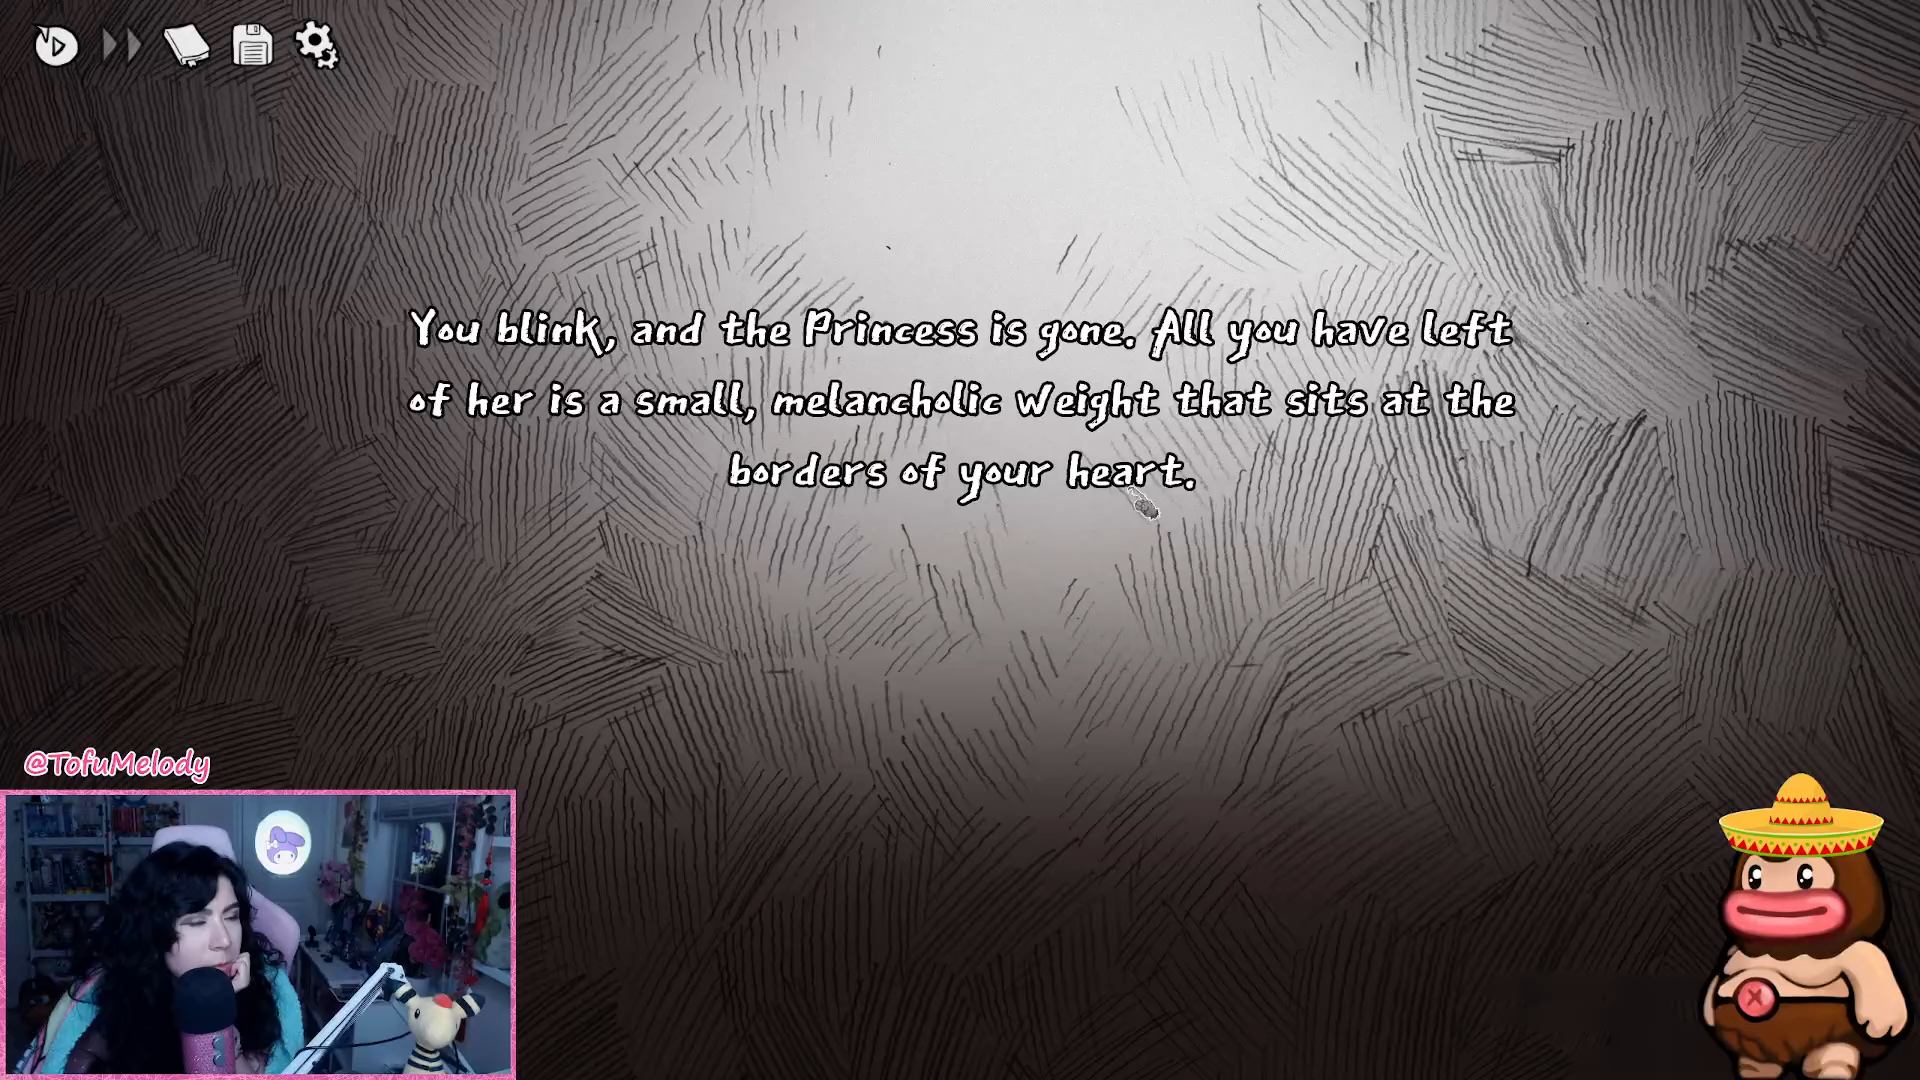 You blink, and the Princess is gone. All you have left
of her is a small, melancholic weight that sits at the
borders of your heart.
@TofuMelody